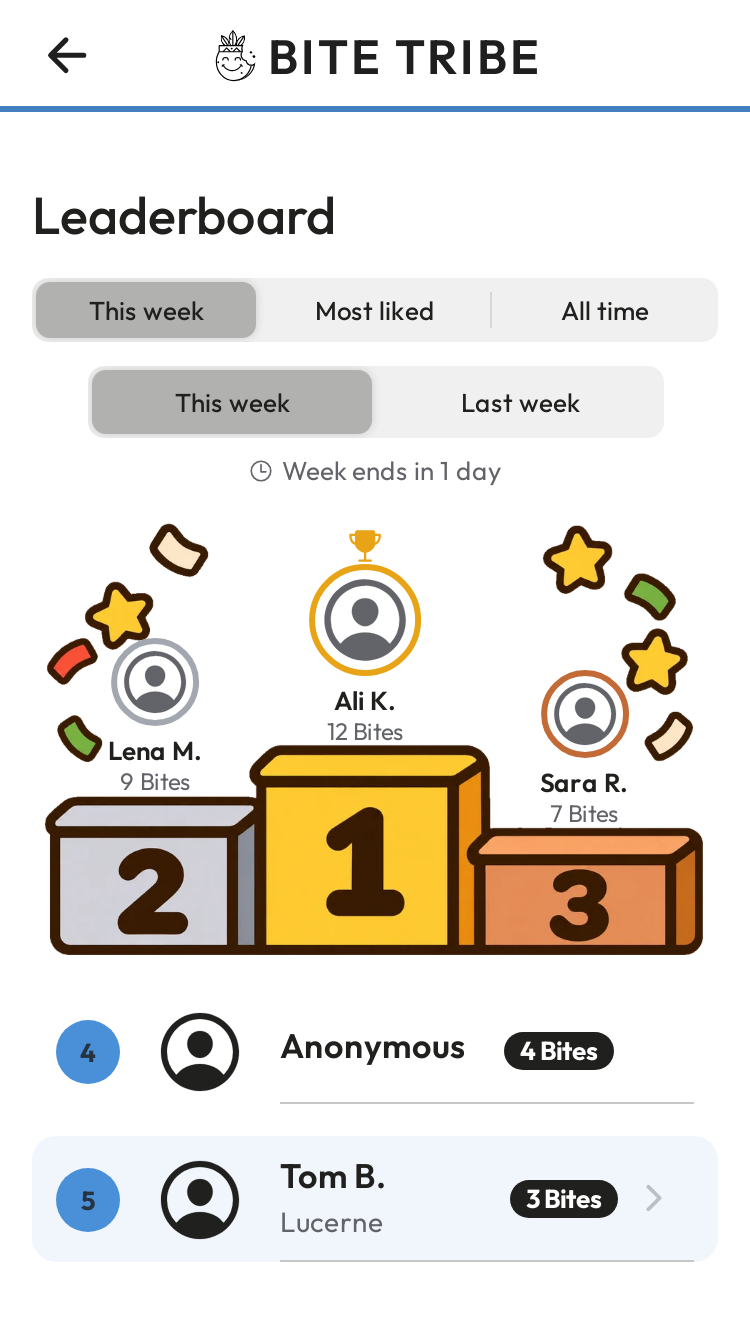 BITE TRIBE
Leaderboard
This week Most liked All time
This week Last week
Week ends in 1 day
Ali K.
12 Bites
Lena M.
9 Bites
Sara R.
7 Bites
2 1 3
4 Anonymous 4 Bites
5 Tom B. 3 Bites
Lucerne